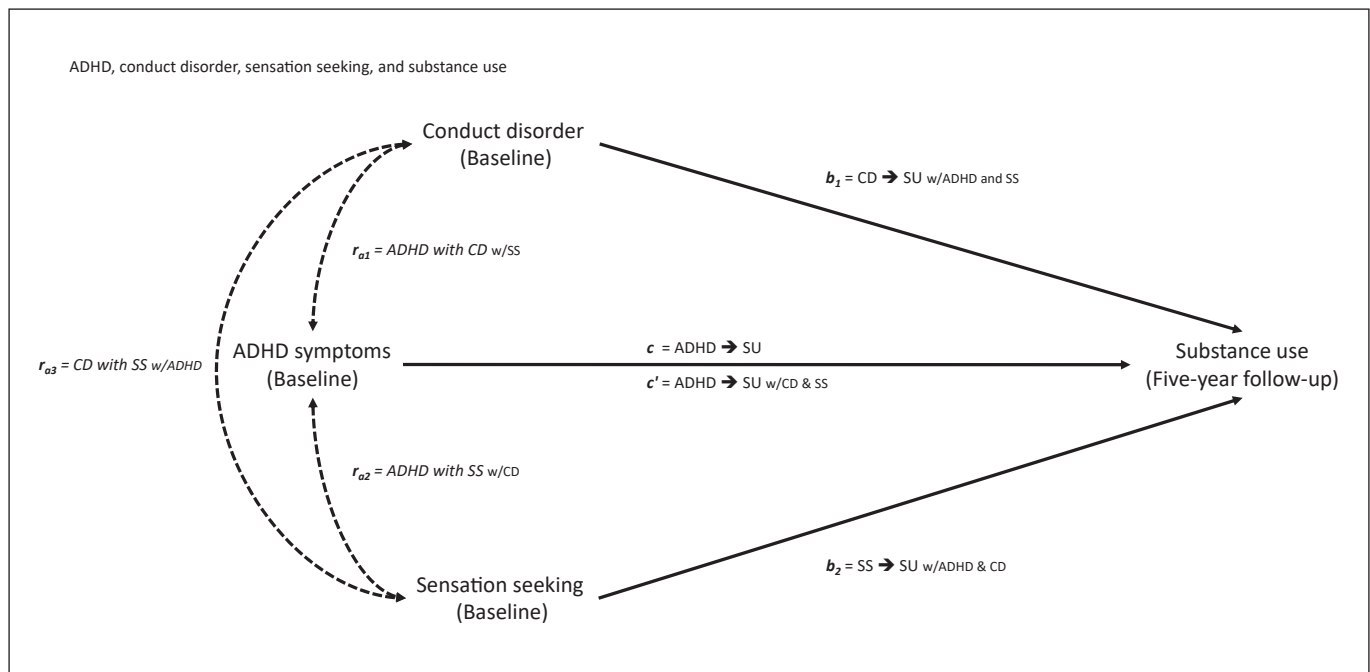 ADHD, conduct disorder, sensation seeking, and substance use
Conduct disorder
(Baseline)
b1 = CD ➔ SU w/ADHD and SS
ra1 = ADHD with CD w/SS
ra3 = CD with SS w/ADHD
ADHD symptoms
(Baseline)
c = ADHD ➔ SU
c' = ADHD ➔ SU w/CD & SS
Substance use
(Five-year follow-up)
ra2 = ADHD with SS w/CD
b2 = SS ➔ SU w/ADHD & CD
Sensation seeking
(Baseline)